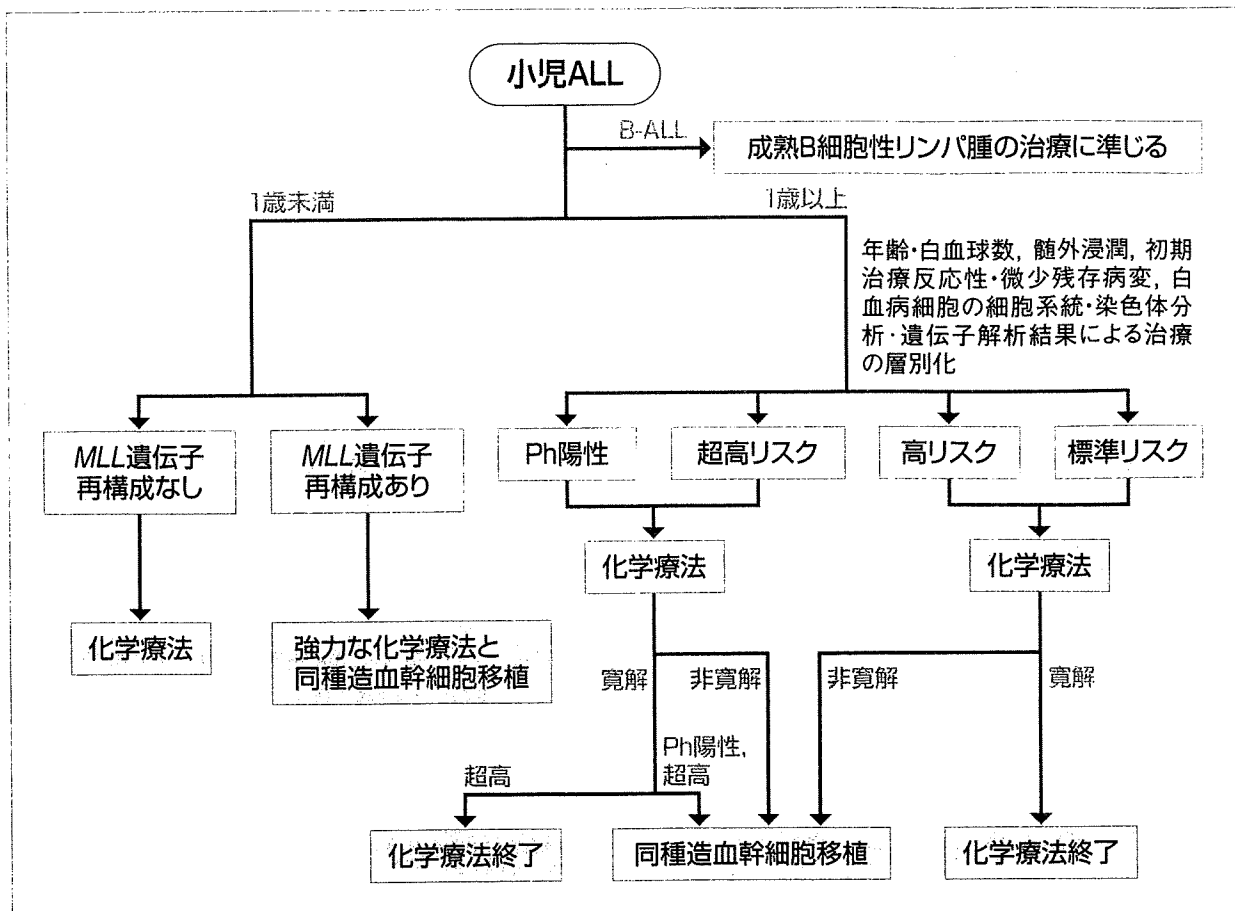 小児ALL
B-ALL
成熟B細胞性リンパ腫の治療に準じる
1歳未満
1歳以上
年齢・白血球数, 髄外浸潤, 初期
治療反応性・微少残存病変, 白
血病細胞の細胞系統・染色体分
析・遺伝子解析結果による治療
の層別化
MLL遺伝子
再構成なし
MLL遺伝子
再構成あり
Ph陽性
超高リスク
高リスク
標準リスク
化学療法
化学療法
化学療法
強力な化学療法と
同種造血幹細胞移植
寛解
非寛解
非寛解
寛解
超高
Ph陽性,
超高
化学療法終了
同種造血幹細胞移植
化学療法終了